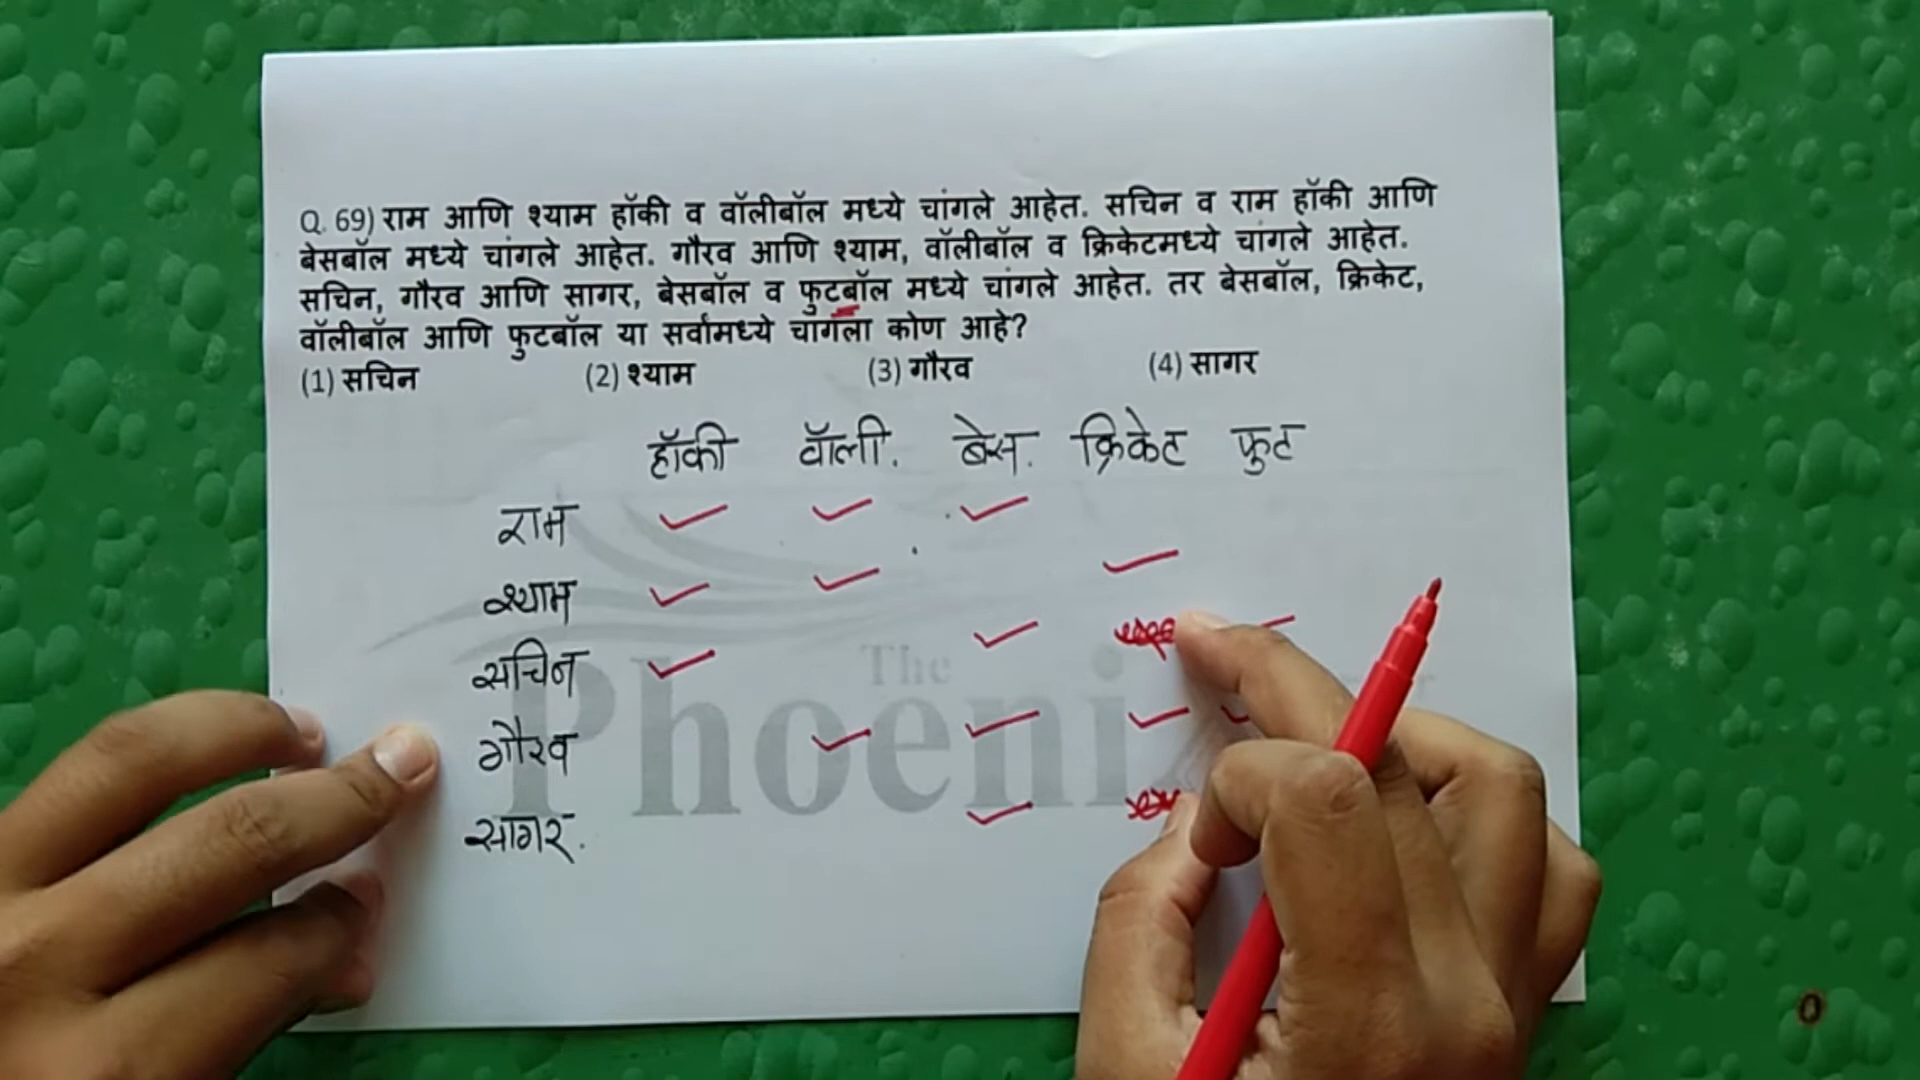 Q. 69) राम आणि श्याम हॉकी व वॉलीबॉल मध्ये चांगले आहेत. सचिन व राम हॉकी आणि
बेसबॉल मध्ये चांगले आहेत. गौरव आणि श्याम, वॉलीबॉल व क्रिकेटमध्ये चांगले आहेत.
सचिन, गौरव आणि सागर, बेसबॉल व फुटबॉल मध्ये चांगले आहेत. तर बेसबॉल, क्रिकेट,
वॉलीबॉल आणि फुटबॉल या सर्वांमध्ये चांगला कोण आहे?
(1) सचिन (2) श्याम (3) गौरव (4) सागर
हॉकी वॉली. बेस. क्रिकेट फुट
राम
श्याम
सचिन
गौरव
सागर.
The
Phoeni